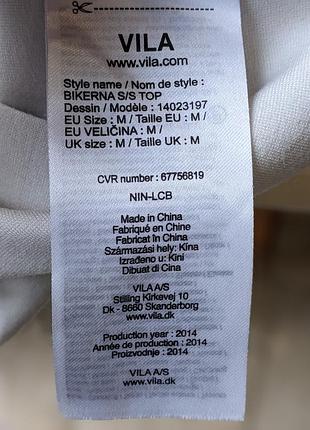 VILA
www.vila.com
Style name / Nom de style :
BIKERNA S/S TOP
Dessin / Modèle : 14023197
EU Size : M / Taille EU : M /
EU VELIČINA : M /
UK size : M / Taille UK : M
CVR number : 67756819
NIN-LCB
Made in China
Fabriqué en Chine
Fabricat în China
Származási hely: Kína
Izrađeno u: Kini
Dibuat di Cina
VILA A/S
Stilling Kirkevej 10
Dk - 8660 Skanderborg
www.vila.dk
Production year : 2014
Année de production : 2014
Proizvodnje : 2014
VILA A/S
www.vila.dk